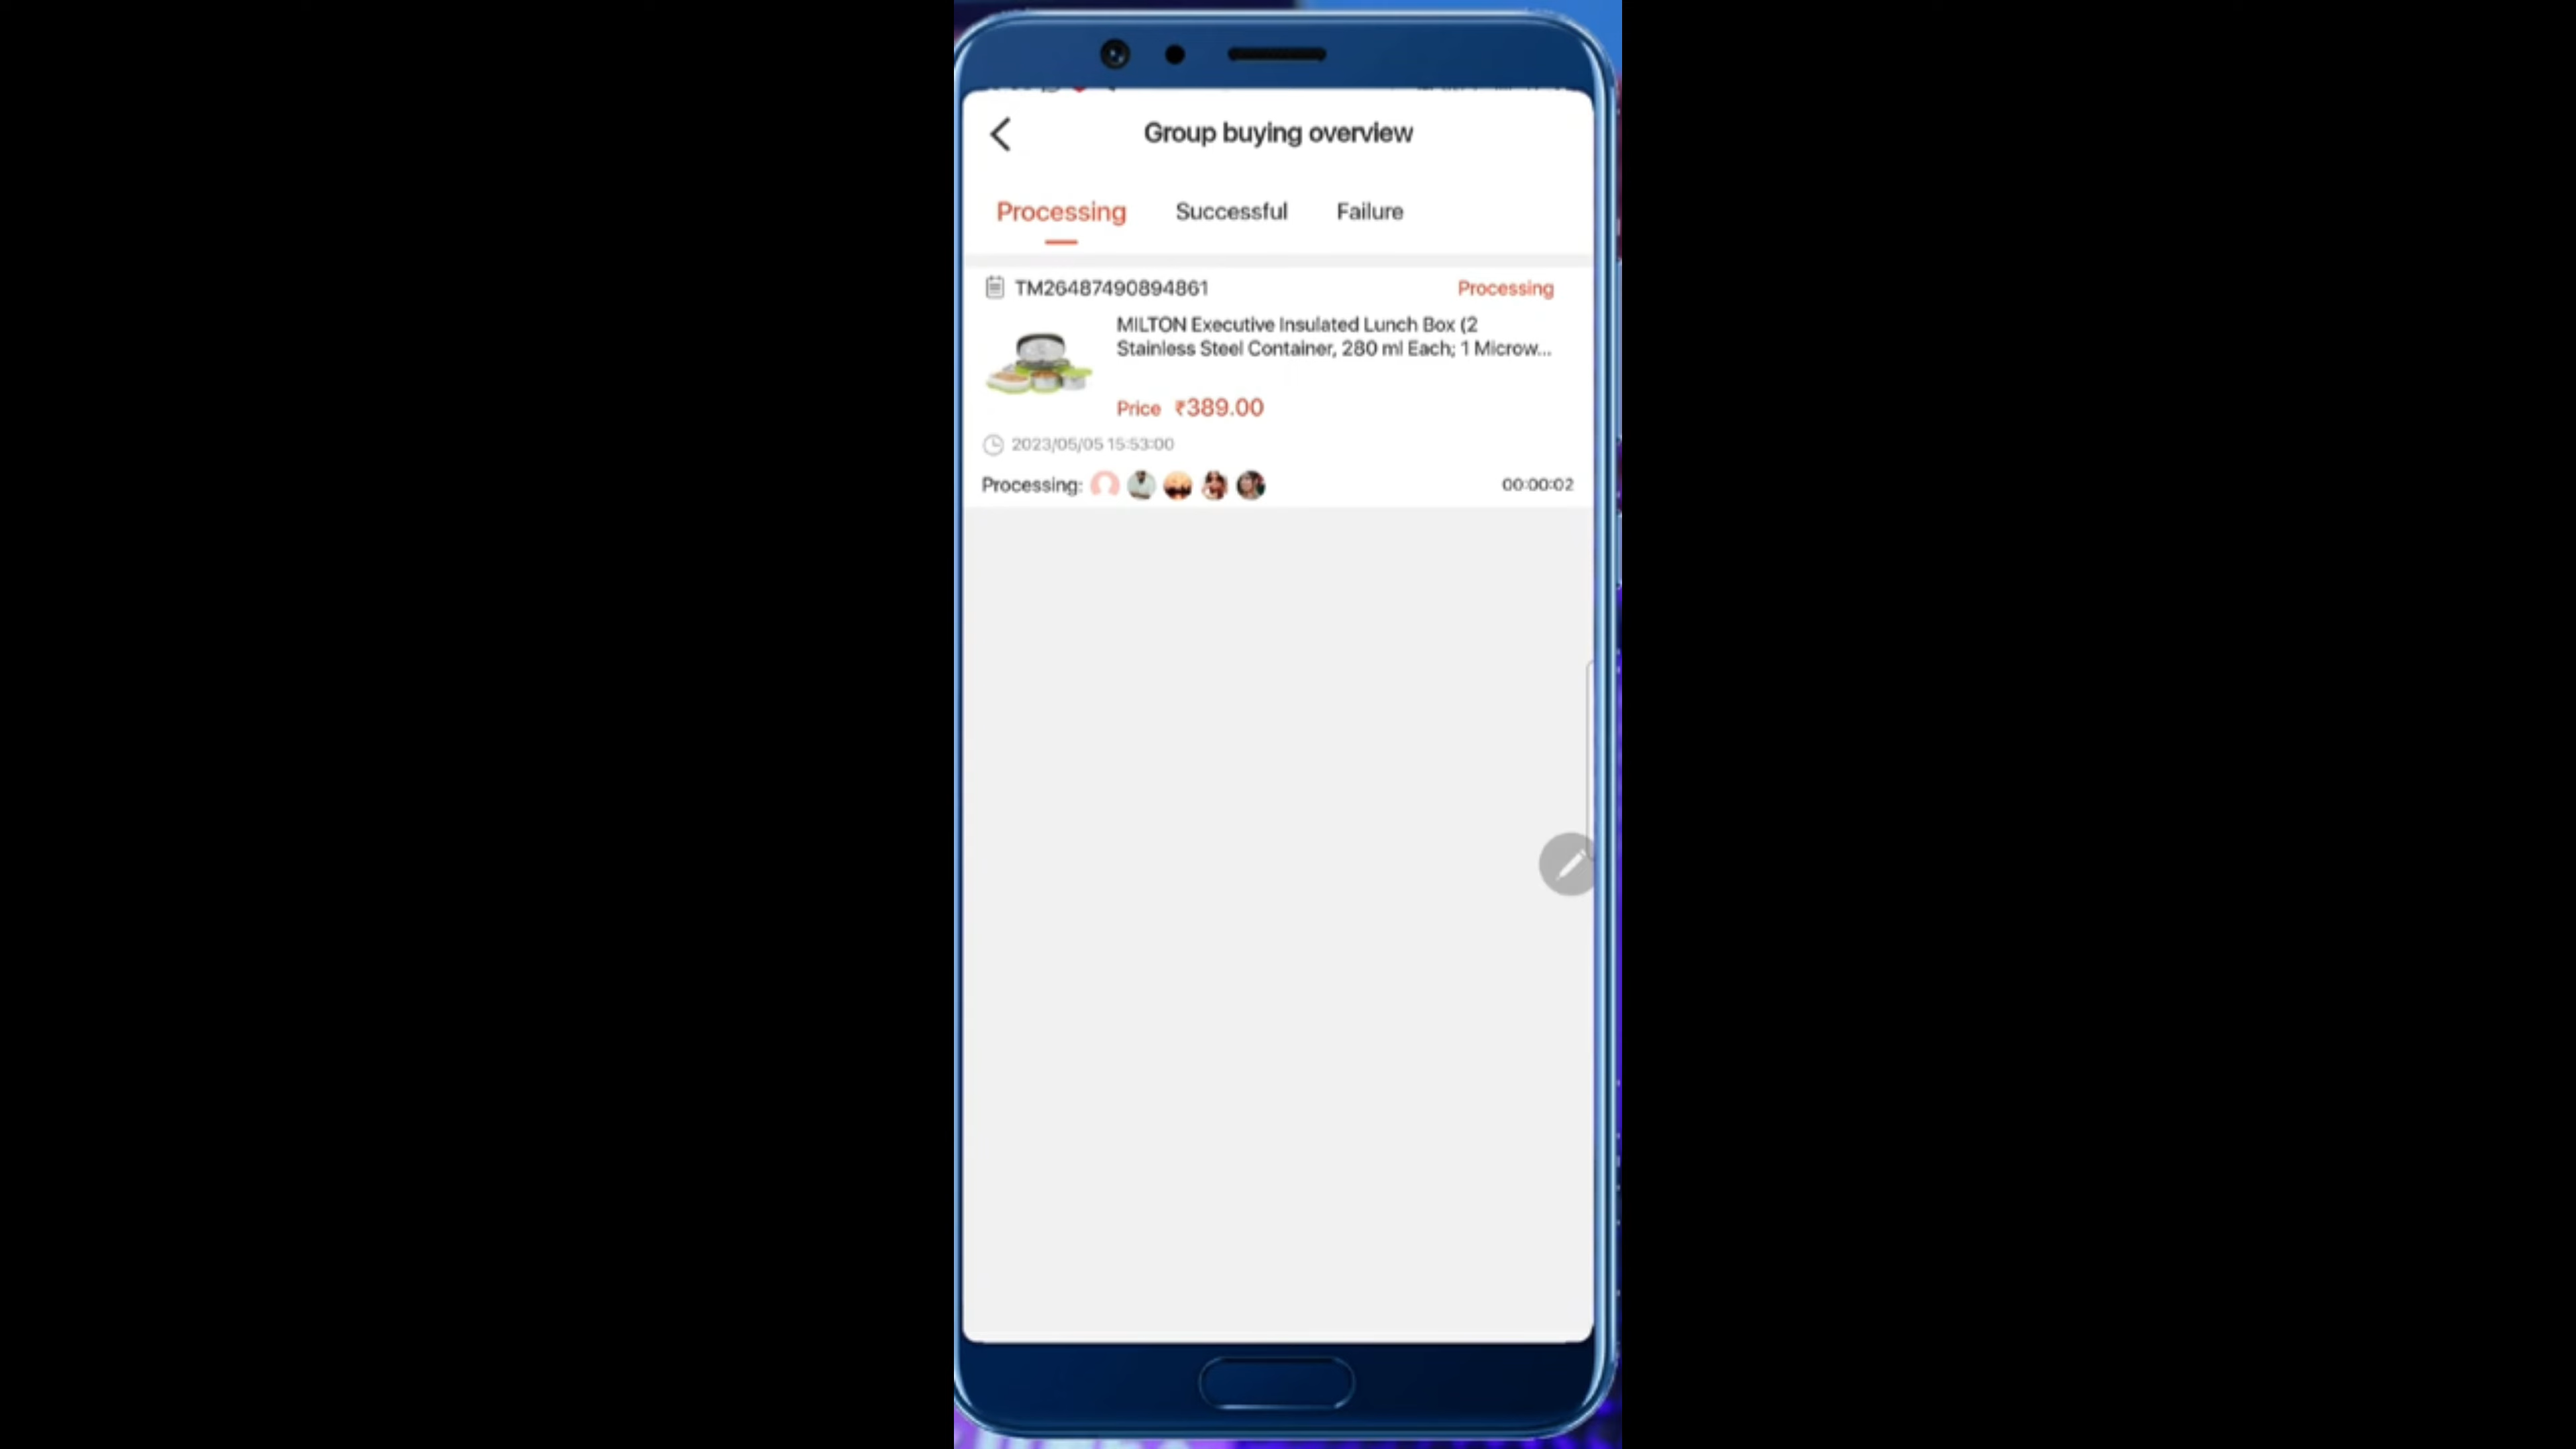 Group buying overview
Processing Successful Failure
TM26487490894861 Processing
MILTON Executive Insulated Lunch Box (2
Stainless Steel Container, 280 ml Each; 1 Microw...
Price ₹389.00
2023/05/05 15:53:00
Processing: 00:00:02